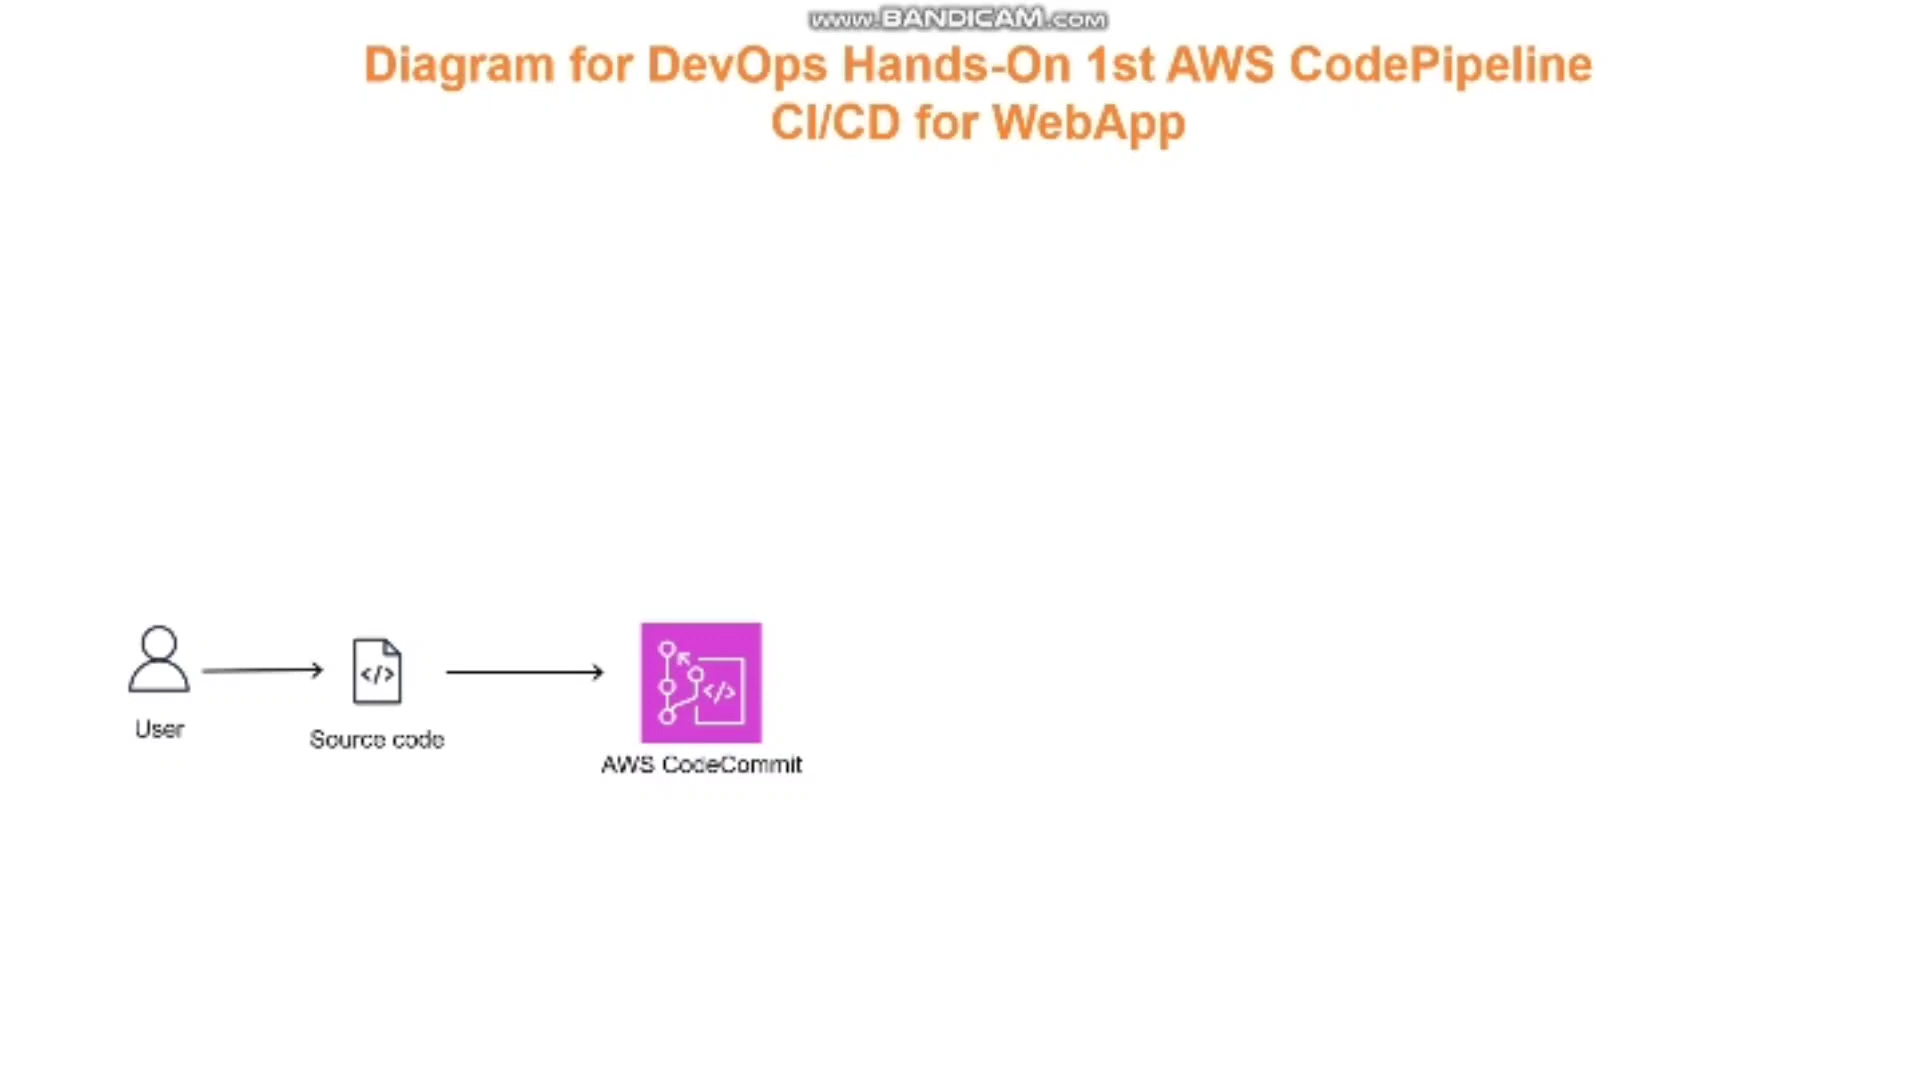 www.BANDICAM.com
Diagram for DevOps Hands-On 1st AWS CodePipeline
CI/CD for WebApp
</>
</>
User
Source code
AWS CodeCommit